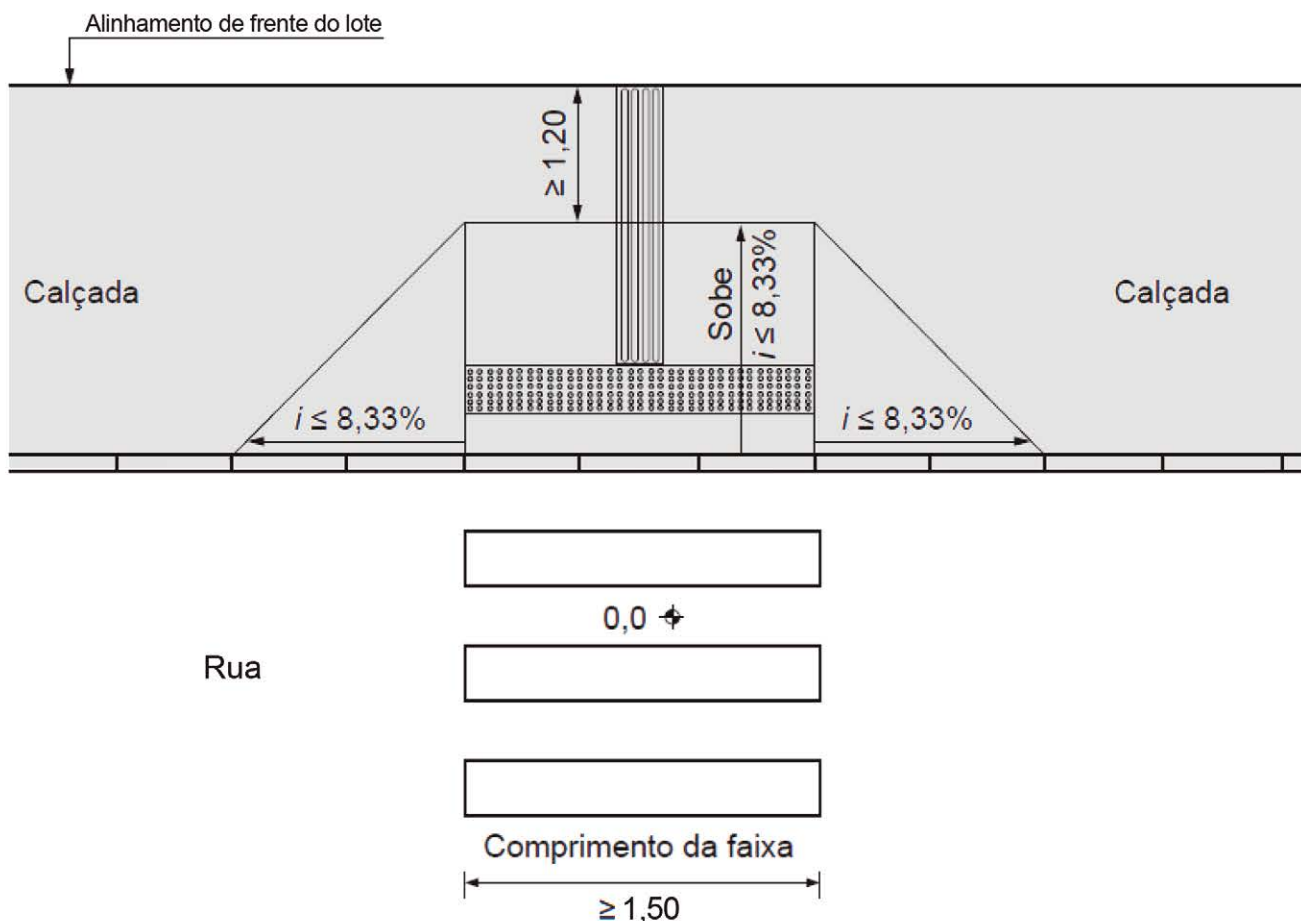 Alinhamento de frente do lote
≥ 1,20
Calçada
Sobe
i ≤ 8,33%
Calçada
i ≤ 8,33%
i ≤ 8,33%
0,0
Rua
Comprimento da faixa
≥ 1,50